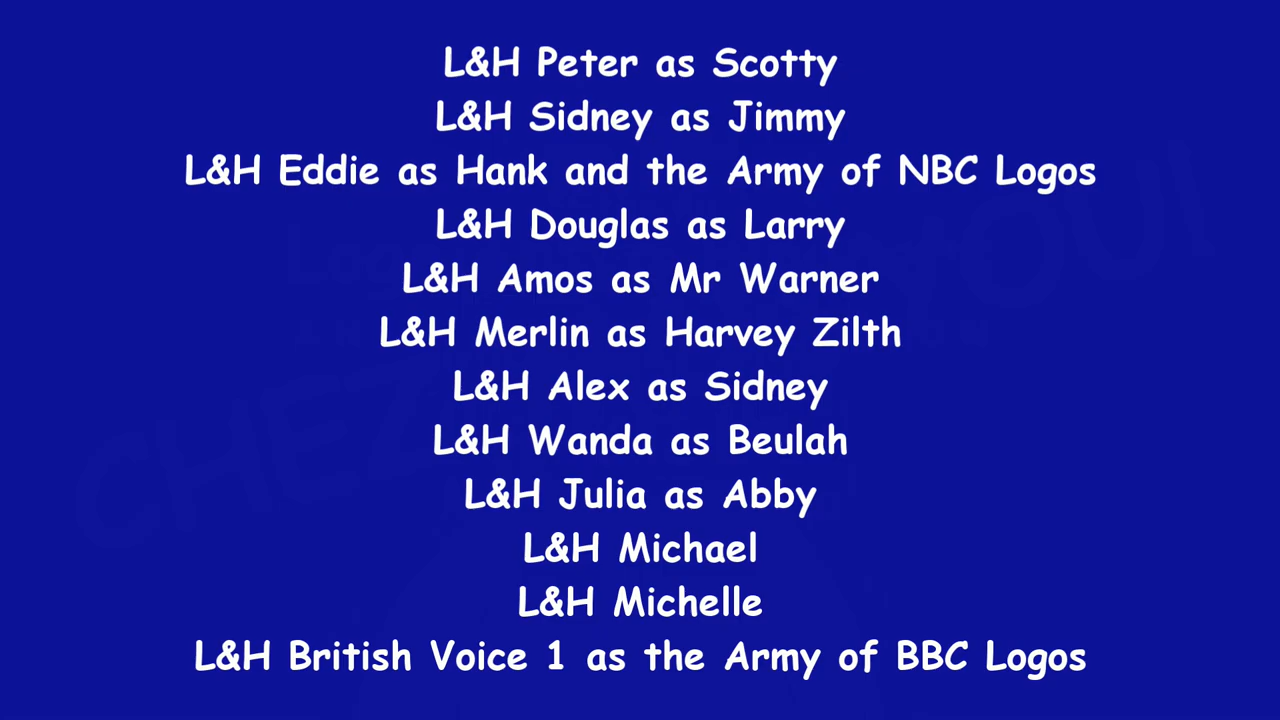 L&H Peter as Scotty
L&H Sidney as Jimmy
L&H Eddie as Hank and the Army of NBC Logos
L&H Douglas as Larry
L&H Amos as Mr Warner
L&H Merlin as Harvey Zilth
L&H Alex as Sidney
L&H Wanda as Beulah
L&H Julia as Abby
L&H Michael
L&H Michelle
L&H British Voice 1 as the Army of BBC Logos